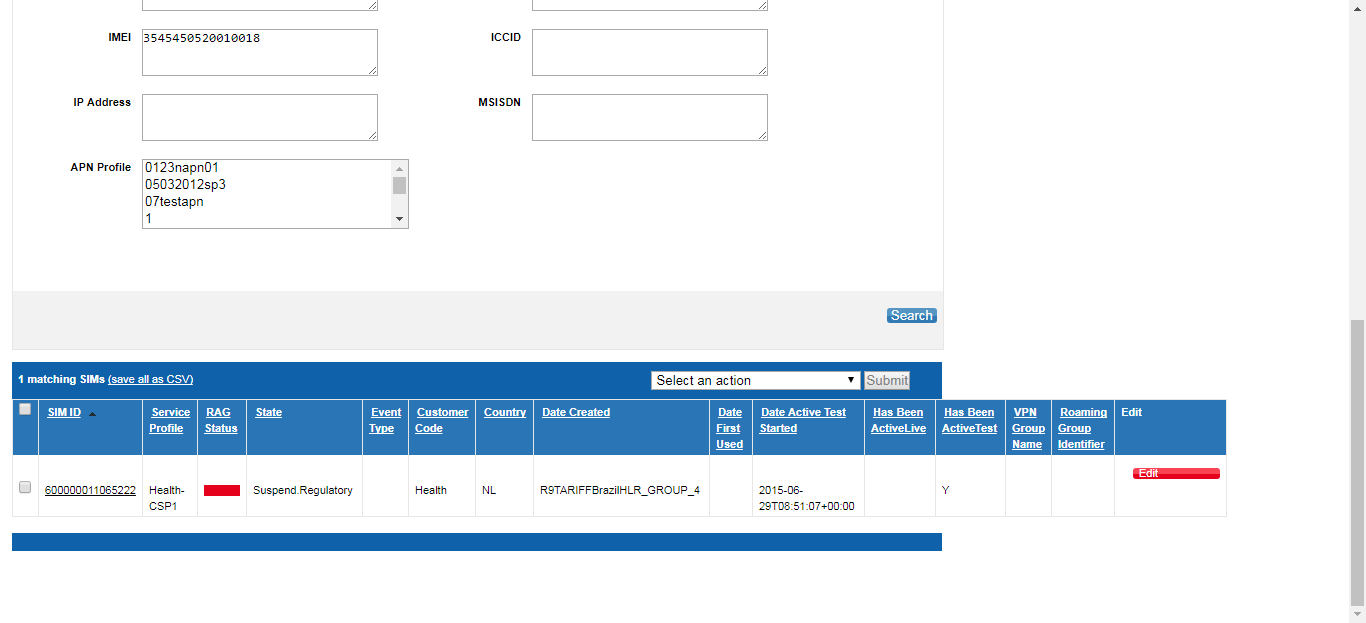 IMEI 3545450520010018 ICCID
IP Address MSISDN
APN Profile 0123napn01
05032012sp3
07testapn
1
Search
1 matching SIMs (save all as CSV) Select an action Submit
SIM ID Service Profile RAG Status State Event Type Customer Code Country Date Created Date First Used Date Active Test Started Has Been ActiveLive Has Been ActiveTest VPN Group Name Roaming Group Identifier Edit
600000011065222 Health-CSP1 Suspend.Regulatory Health NL R9TARIFFBrazilHLR_GROUP_4 2015-06-29T08:51:07+00:00 Y Edit